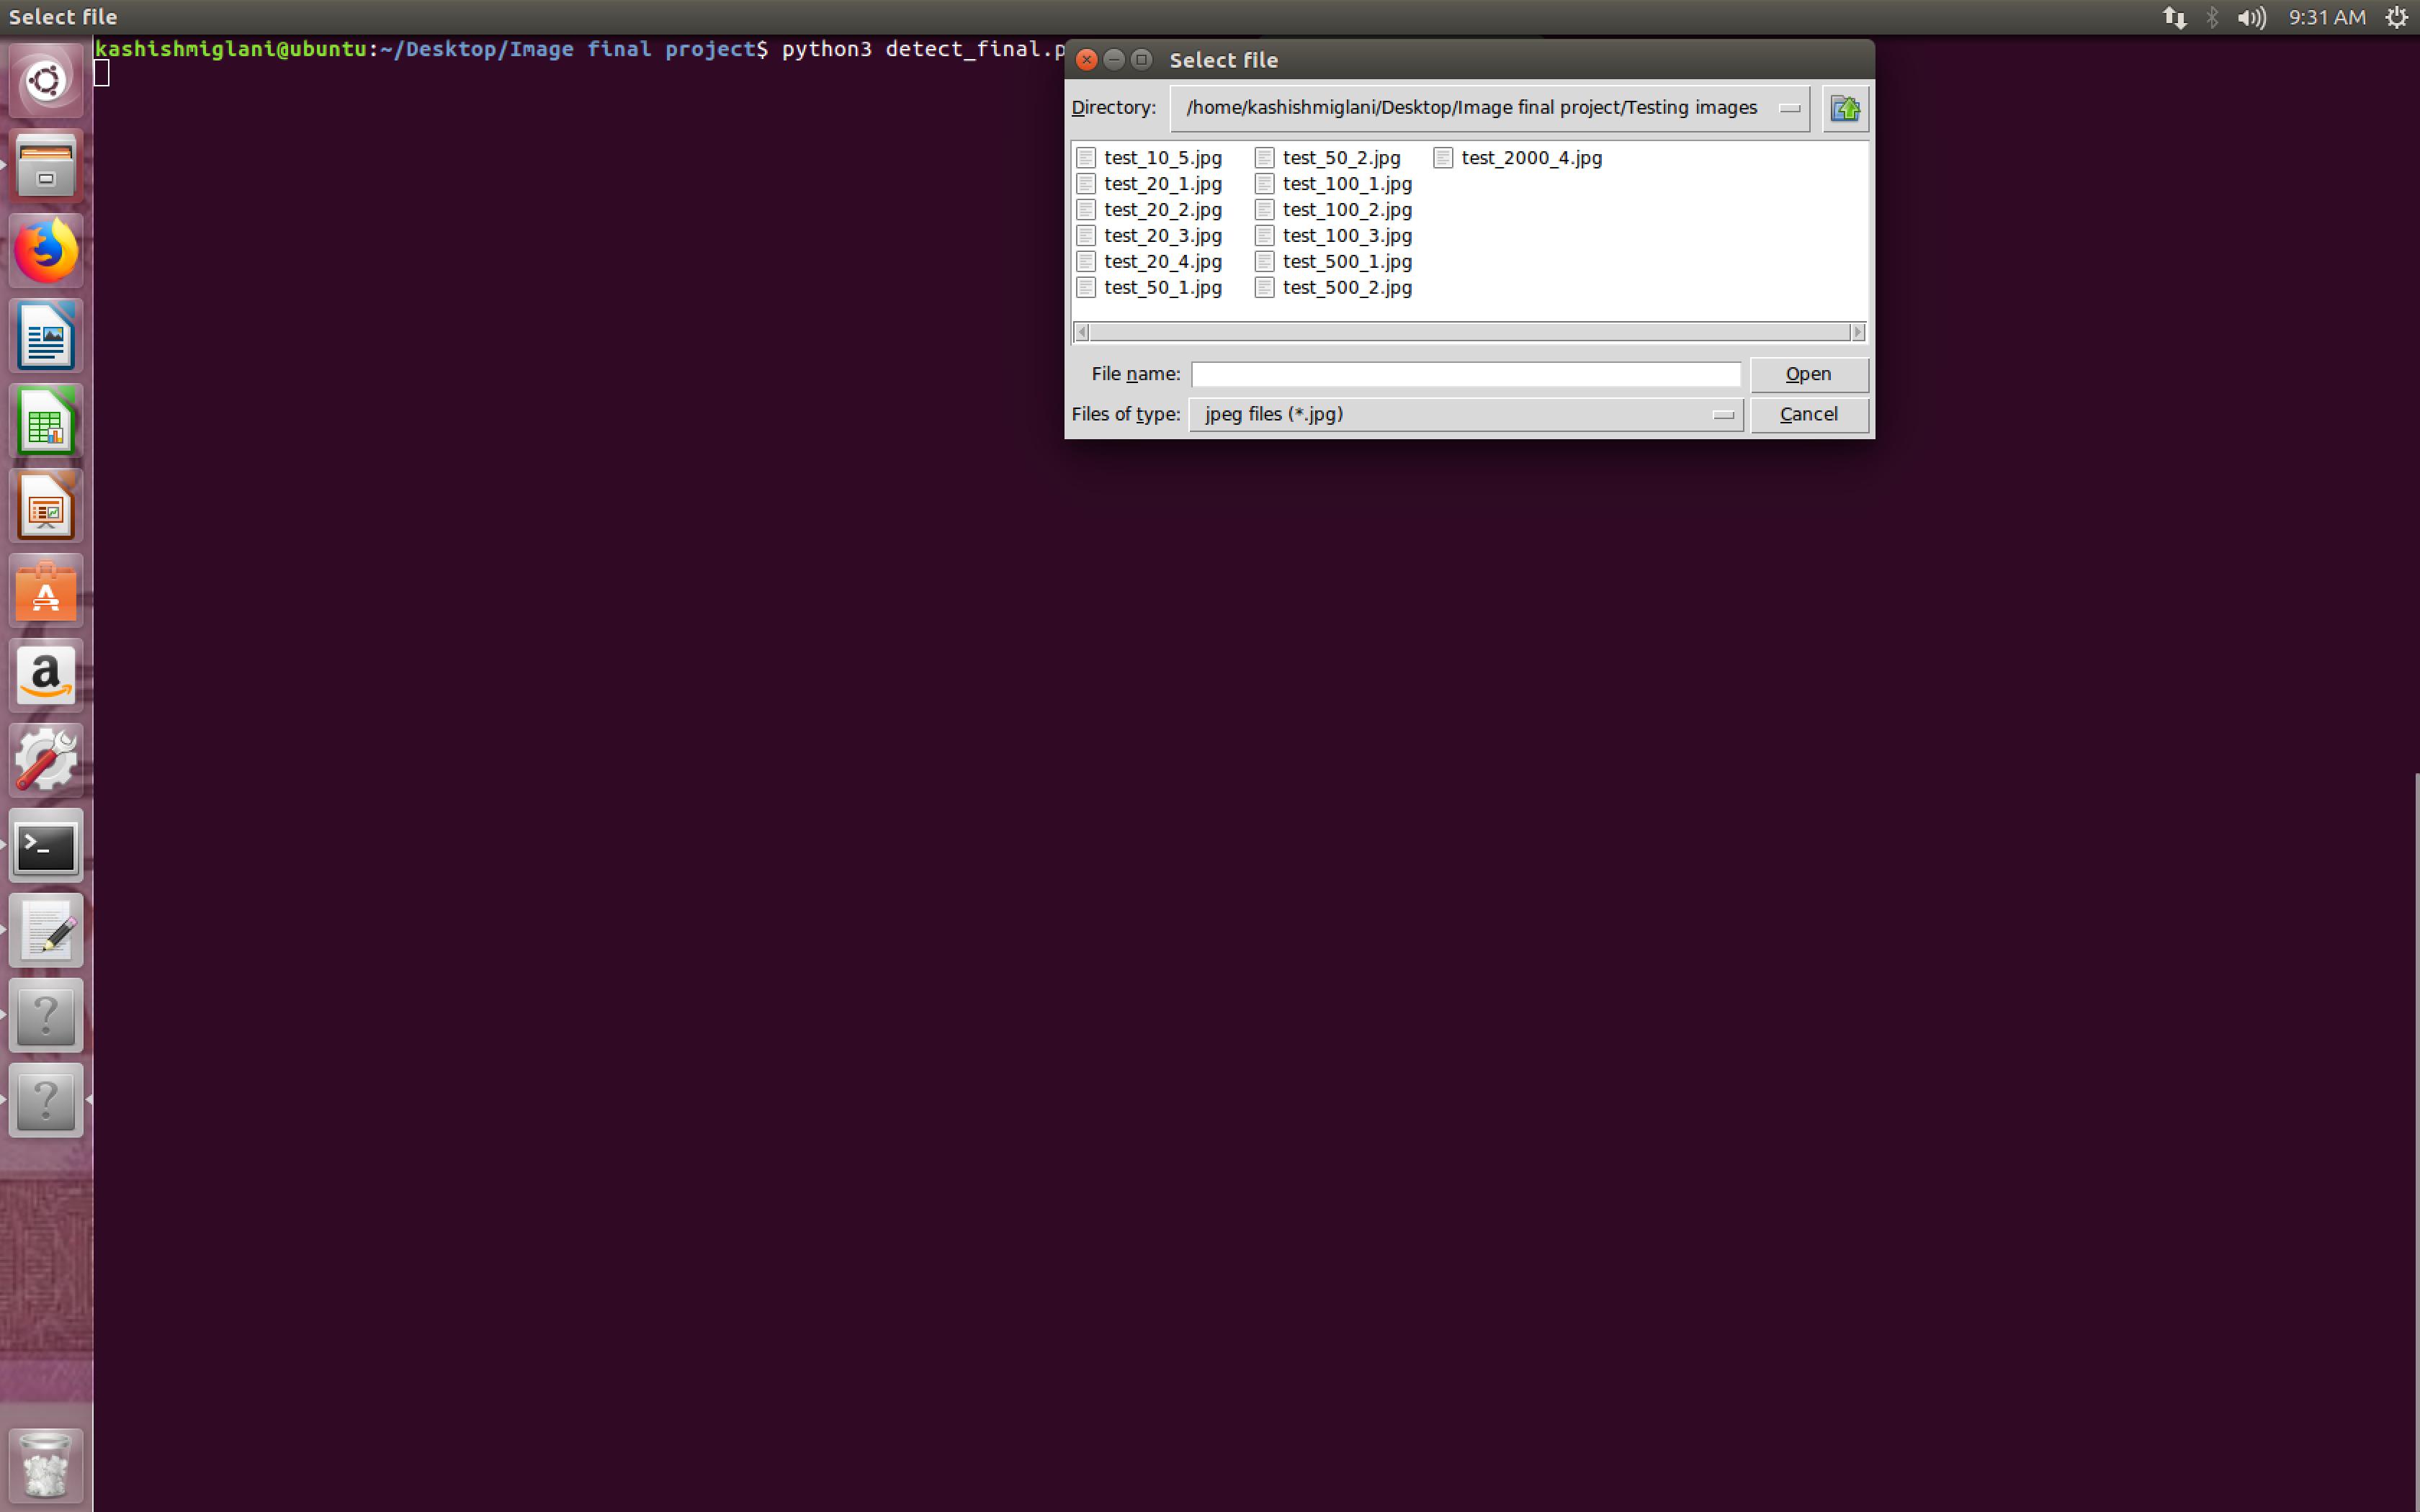 Select file
9:31 AM
kashishmiglani@ubuntu:~/Desktop/Image final project$ python3 detect_final.p
Select file
Directory: /home/kashishmiglani/Desktop/Image final project/Testing images
test_10_5.jpg test_50_2.jpg test_2000_4.jpg
test_20_1.jpg test_100_1.jpg
test_20_2.jpg test_100_2.jpg
test_20_3.jpg test_100_3.jpg
test_20_4.jpg test_500_1.jpg
test_50_1.jpg test_500_2.jpg
File name: Open
Files of type: jpeg files (*.jpg) Cancel